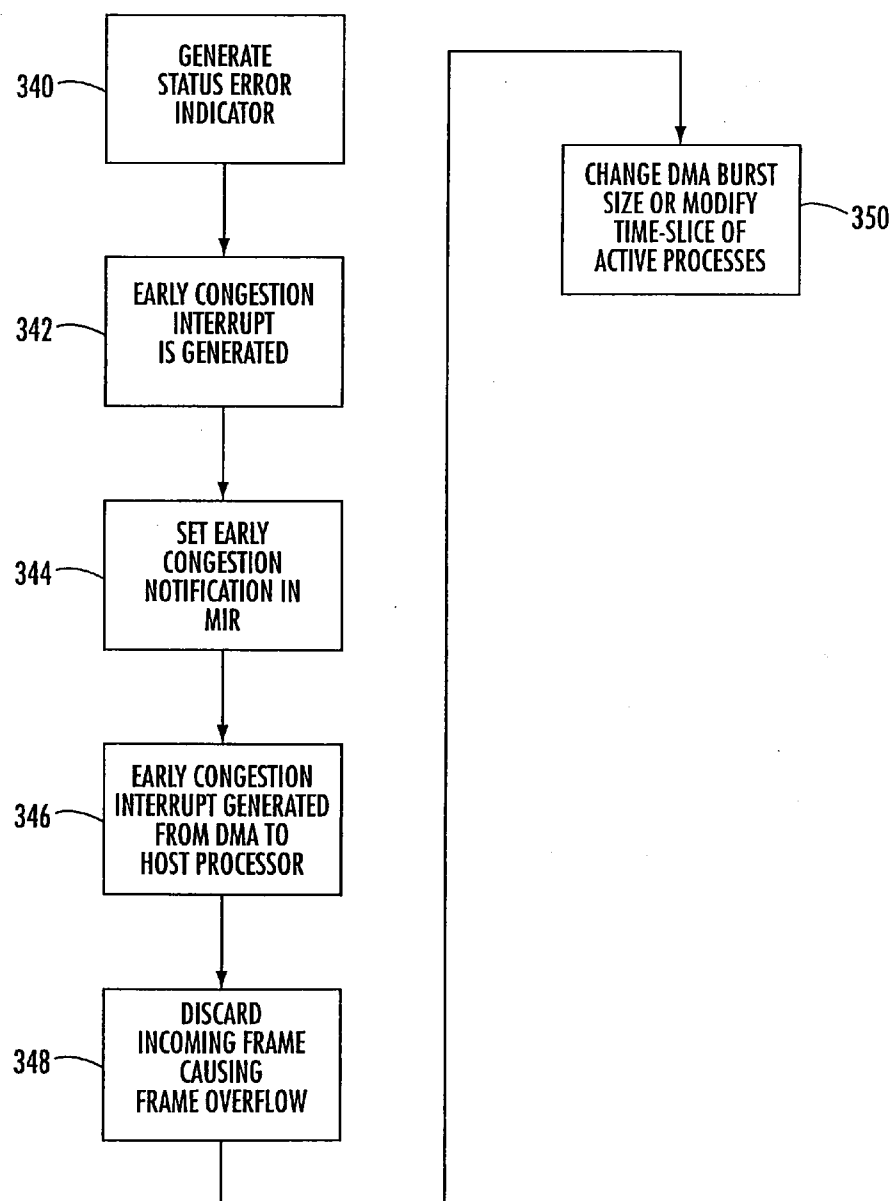 340
GENERATE
STATUS ERROR
INDICATOR
342
EARLY CONGESTION
INTERRUPT
IS GENERATED
344
SET EARLY
CONGESTION
NOTIFICATION IN
MIR
346
EARLY CONGESTION
INTERRUPT GENERATED
FROM DMA TO
HOST PROCESSOR
348
DISCARD
INCOMING FRAME
CAUSING
FRAME OVERFLOW
CHANGE DMA BURST
SIZE OR MODIFY
TIME-SLICE OF
ACTIVE PROCESSES
350